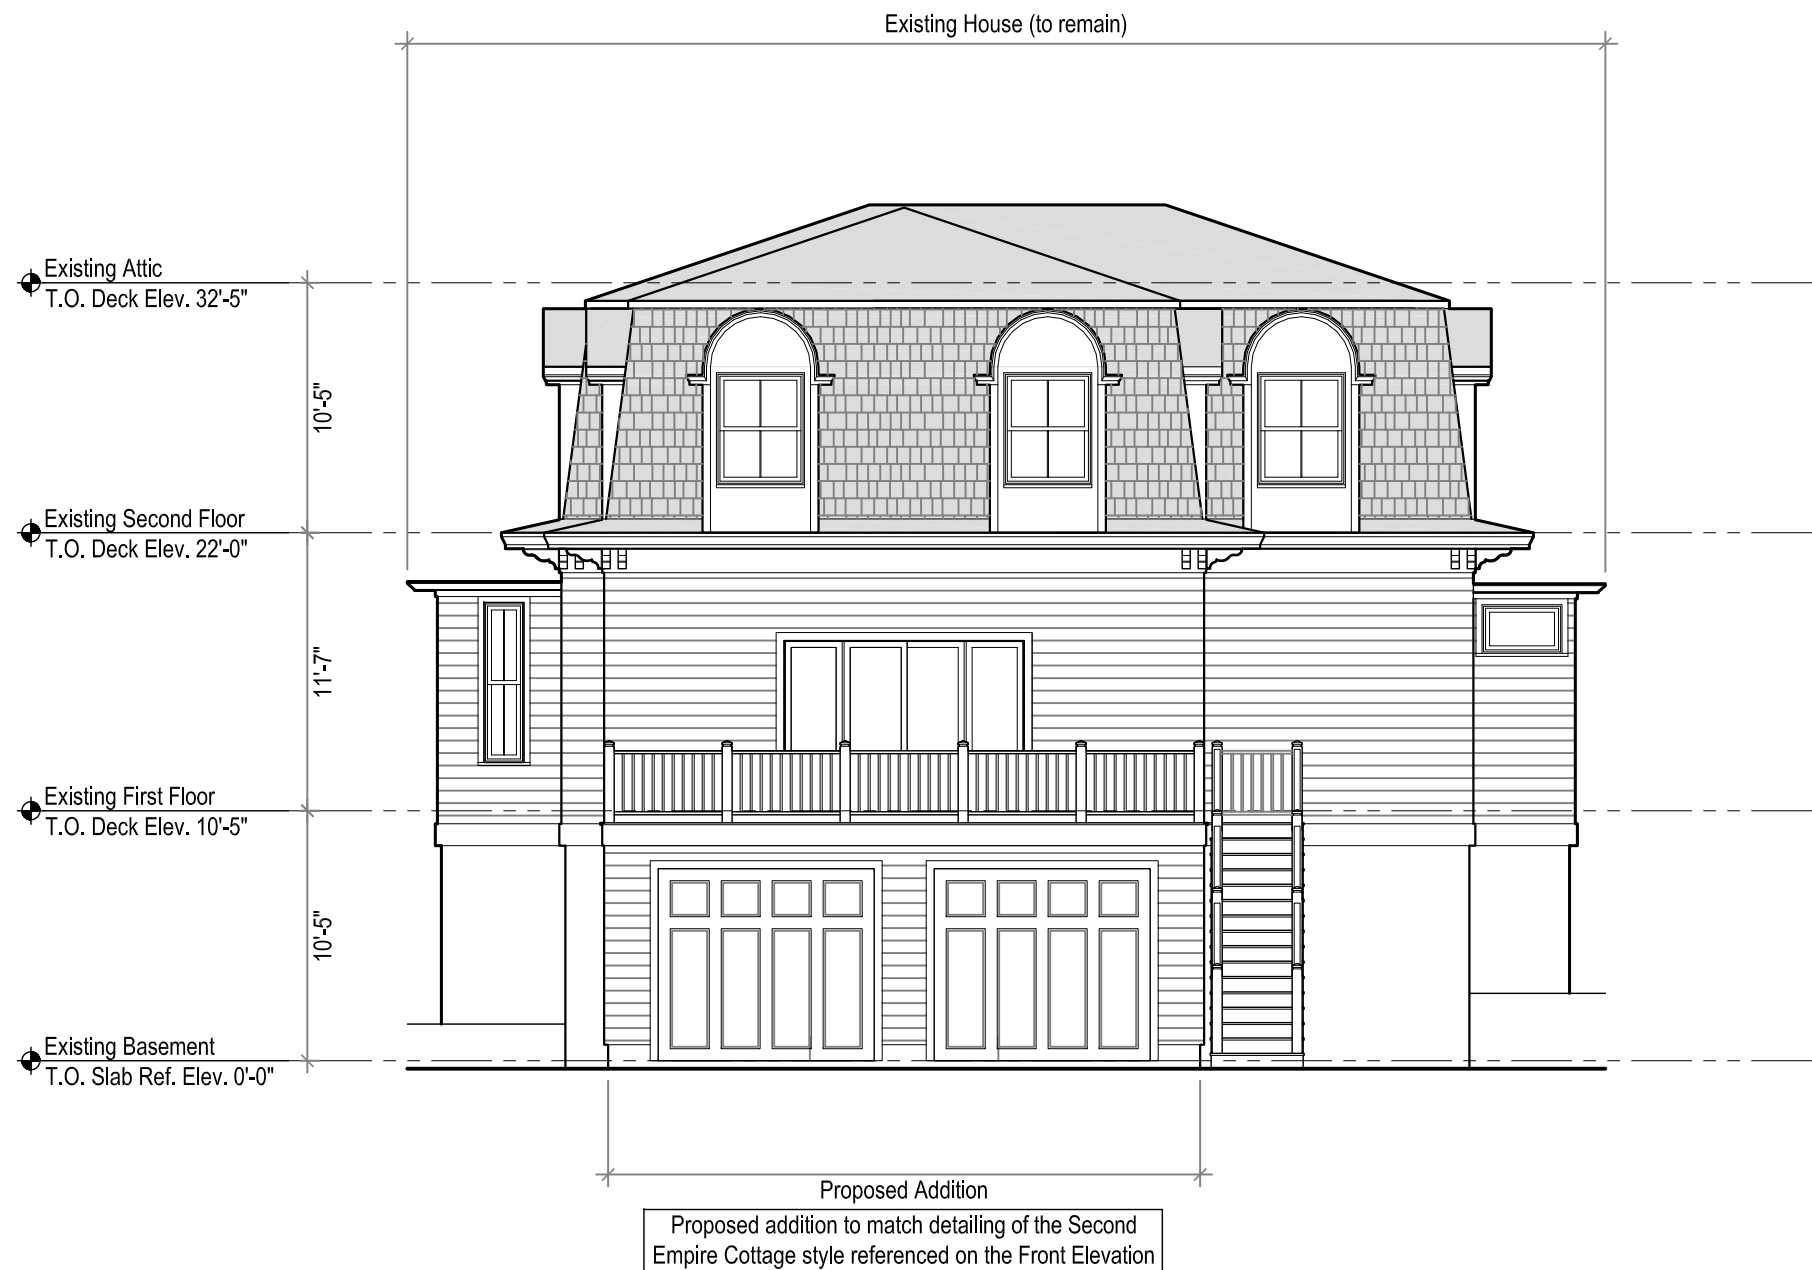 Existing House (to remain)
Existing Attic
T.O. Deck Elev. 32'-5"
10'-5"
Existing Second Floor
T.O. Deck Elev. 22'-0"
11'-7"
Existing First Floor
T.O. Deck Elev. 10'-5"
10'-5"
Existing Basement
T.O. Slab Ref. Elev. 0'-0"
Proposed Addition
Proposed addition to match detailing of the Second
Empire Cottage style referenced on the Front Elevation